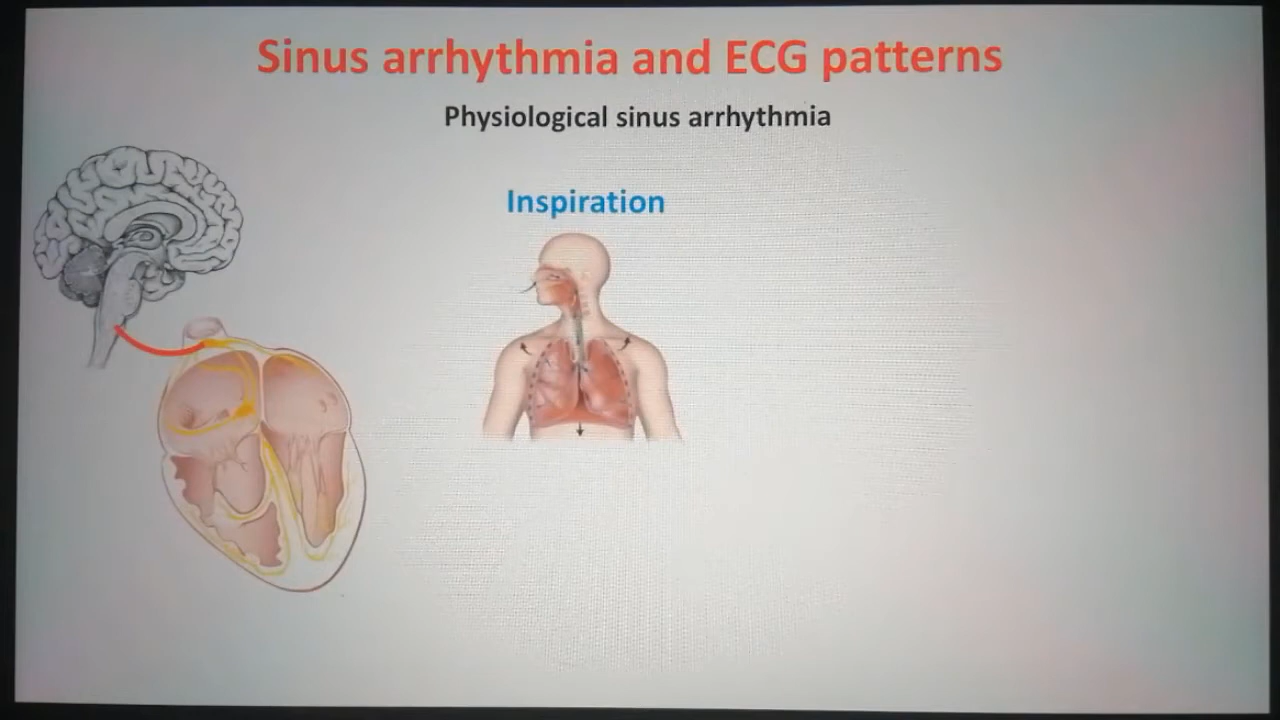 Sinus arrhythmia and ECG patterns
Physiological sinus arrhythmia
Inspiration